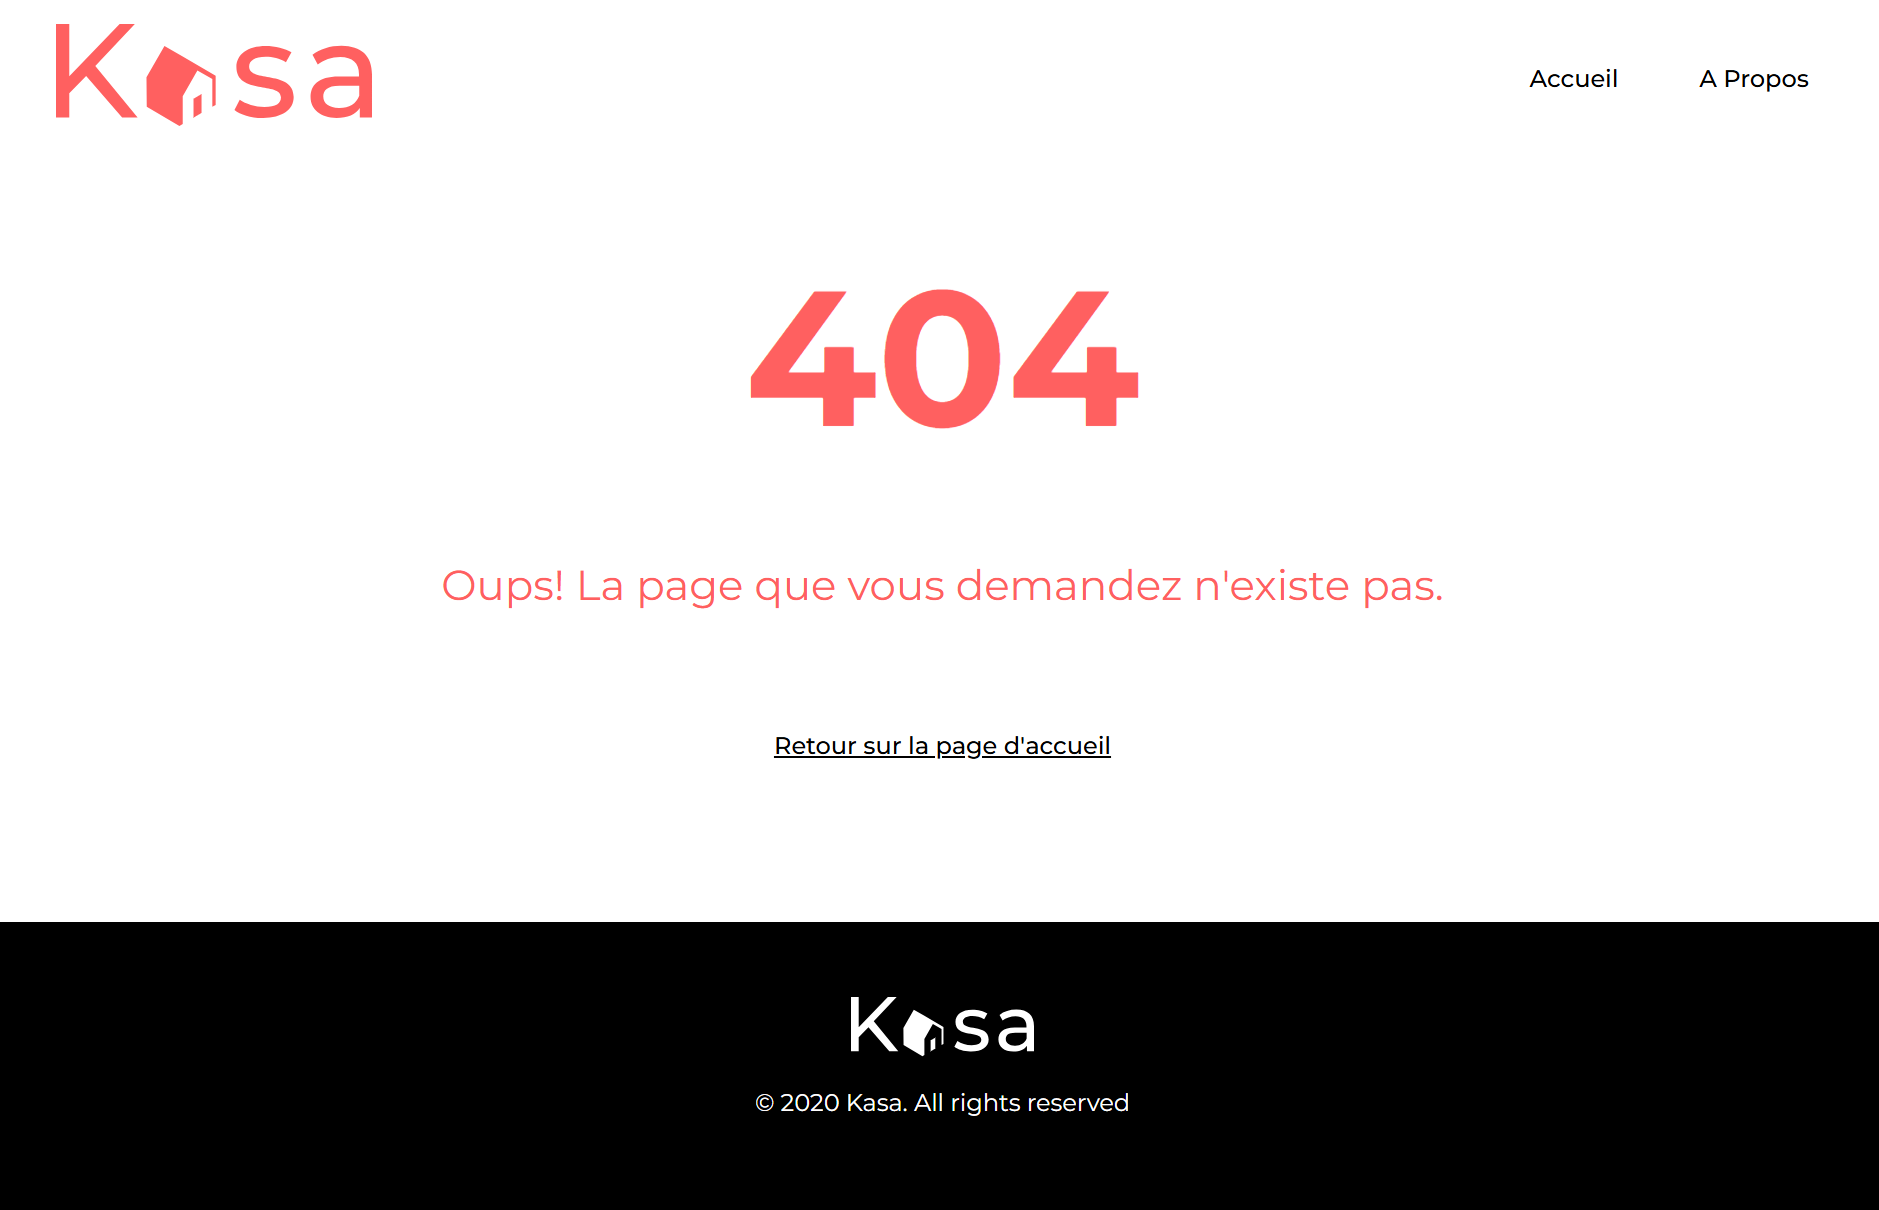 Kasa
Accueil
A Propos
404
Oups! La page que vous demandez n'existe pas.
Retour sur la page d'accueil
Kasa
© 2020 Kasa. All rights reserved